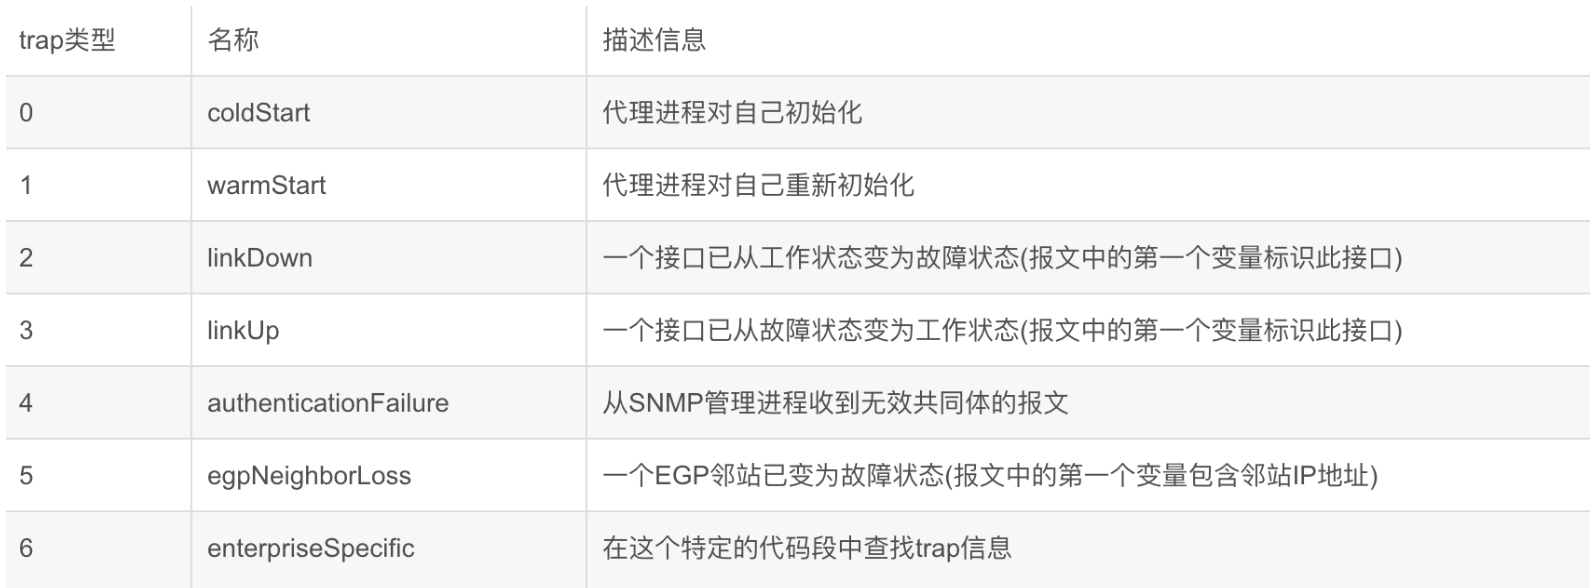 trap类型 名称 描述信息
0 coldStart 代理进程对自己初始化
1 warmStart 代理进程对自己重新初始化
2 linkDown 一个接口已从工作状态变为故障状态(报文中的第一个变量标识此接口)
3 linkUp 一个接口已从故障状态变为工作状态(报文中的第一个变量标识此接口)
4 authenticationFailure 从SNMP管理进程收到无效共同体的报文
5 egpNeighborLoss 一个EGP邻站已变为故障状态(报文中的第一个变量包含邻站IP地址)
6 enterpriseSpecific 在这个特定的代码段中查找trap信息